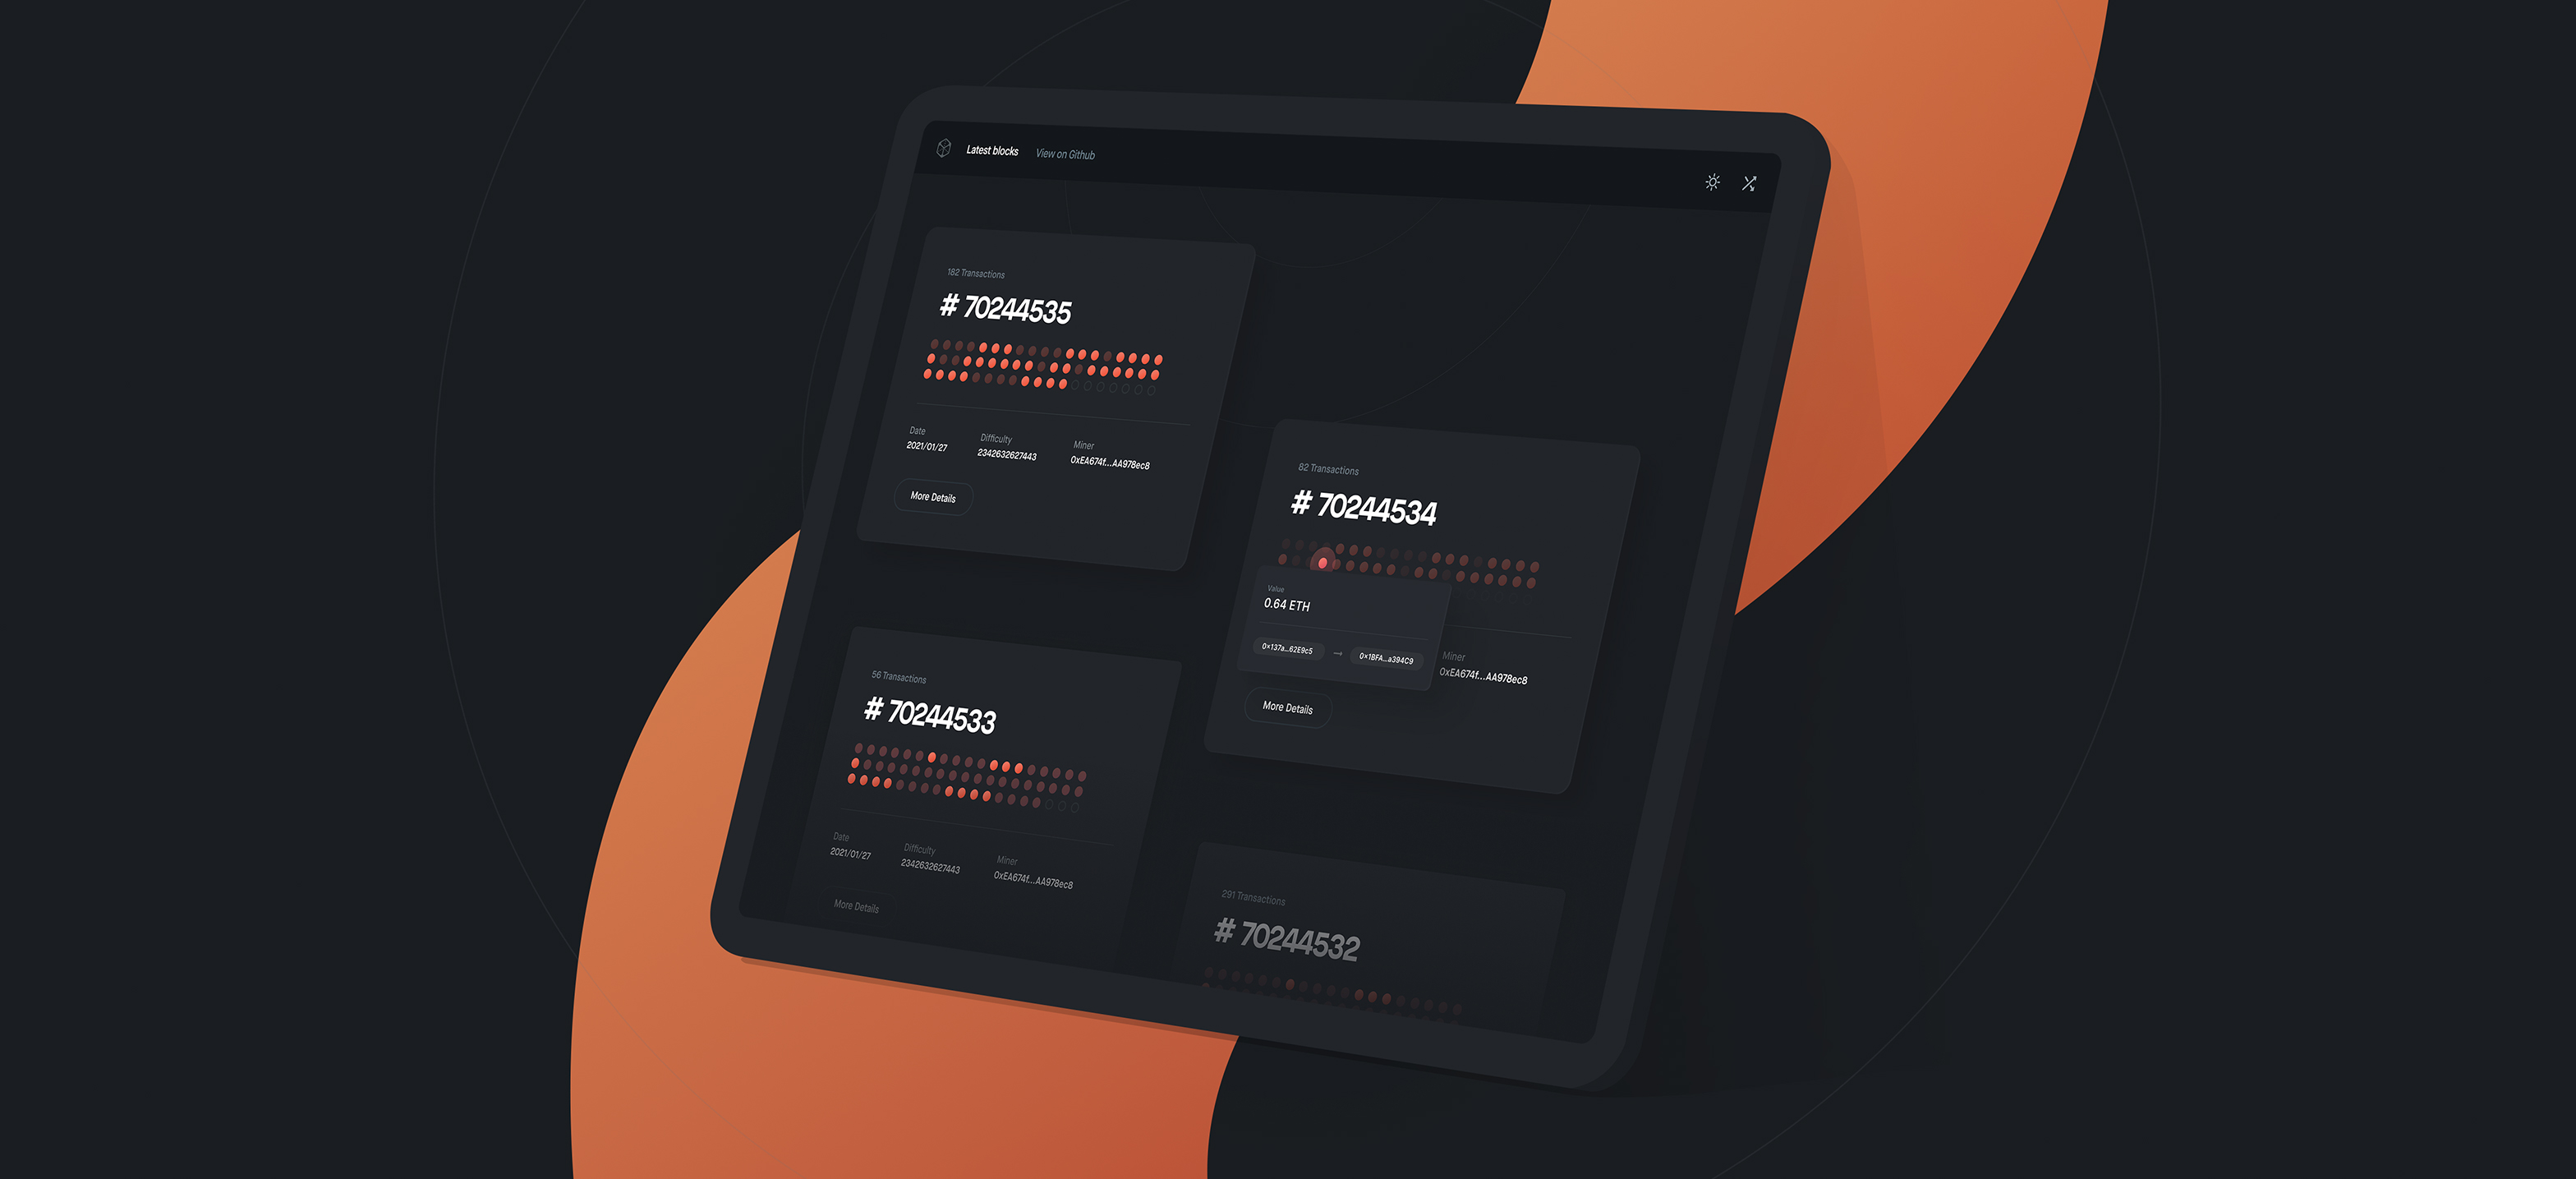 Latest blocks
View on Github
182 Transactions
# 70244535
Date
2021/01/27
Difficulty
2342632627443
Miner
0xEA674f...AA978ec8
More Details
82 Transactions
# 70244534
Value
0.64 ETH
0×137a...62E9c5 → 0×1BFA...a394C9
Miner
0xEA674f...AA978ec8
More Details
56 Transactions
# 70244533
Date
2021/01/27
Difficulty
2342632627443
Miner
0xEA674f...AA978ec8
More Details
291 Transactions
# 70244532